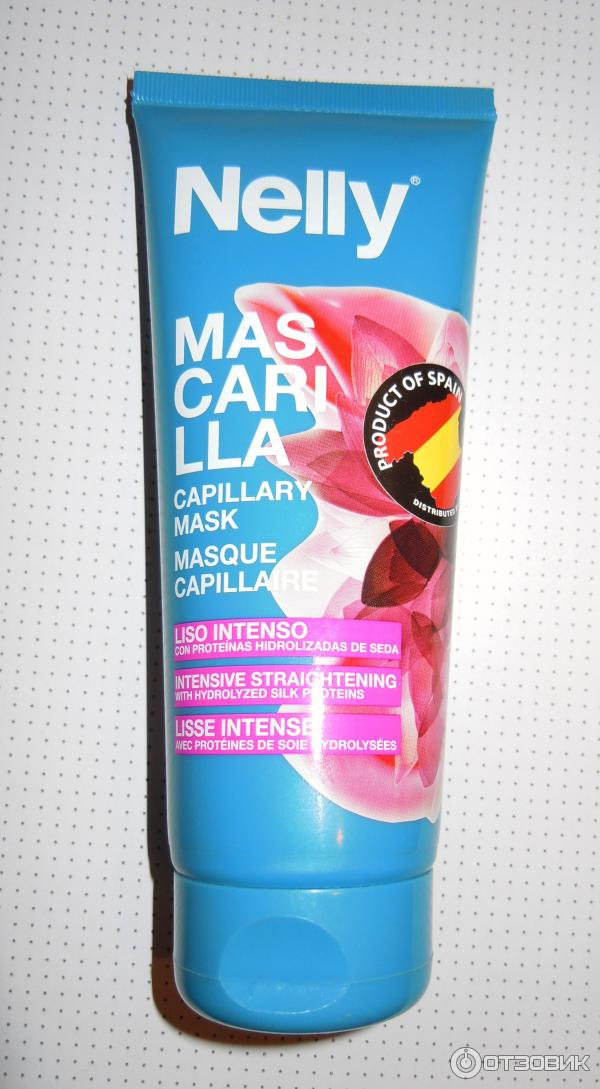 Nelly®
MAS
CARI
LLA
CAPILLARY
MASK
MASQUE
CAPILLAIRE
PRODUCT OF SPAIN
DISTRIBUTED
LISO INTENSO
CON PROTEÍNAS HIDROLIZADAS DE SEDA
INTENSIVE STRAIGHTENING
WITH HYDROLYZED SILK PROTEINS
LISSE INTENSE
AVEC PROTÉINES DE SOIE HYDROLYSÉES
ОТЗОВИК